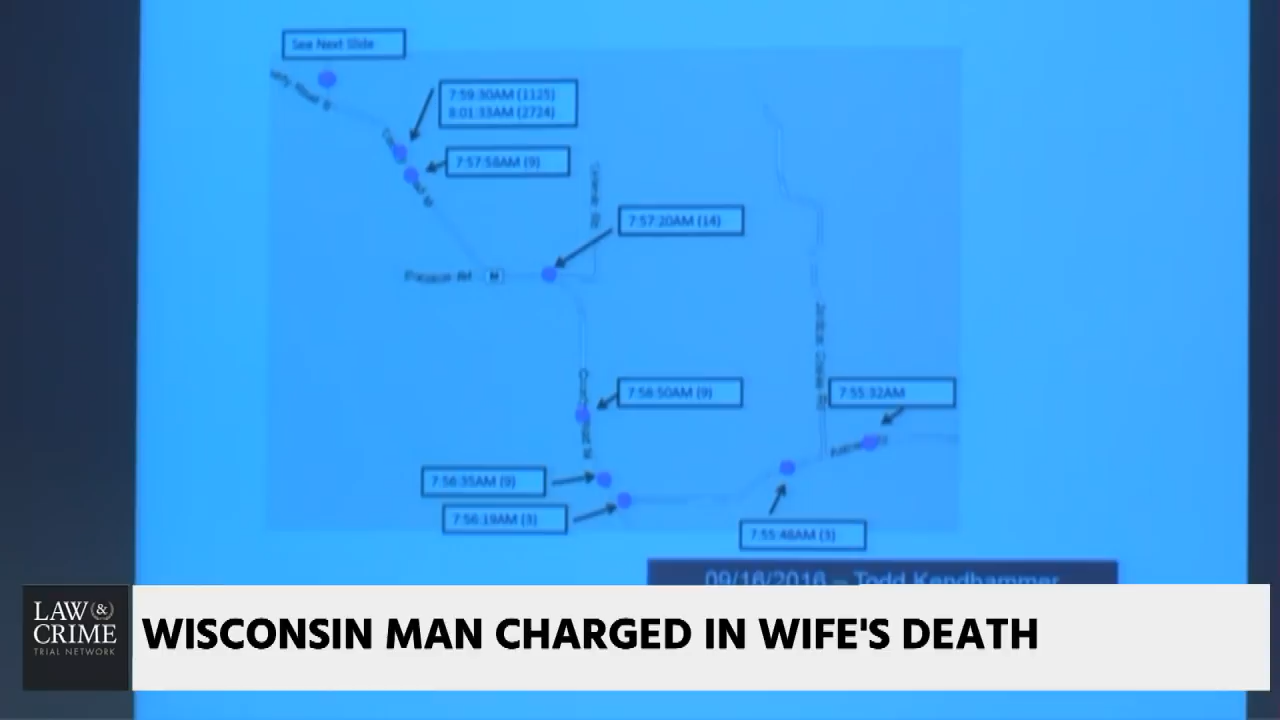 See Next Slide
7:59:30AM (1125)
8:01:33AM (2724)
7:57:58AM (9)
7:57:20AM (14)
H
7:56:50AM (9)
7:55:32AM
7:56:35AM (9)
7:56:19AM (3)
7:55:48AM (3)
09/16/2016 – Todd Kendhammer
LAW &
CRIME
TRIAL NETWORK
WISCONSIN MAN CHARGED IN WIFE'S DEATH